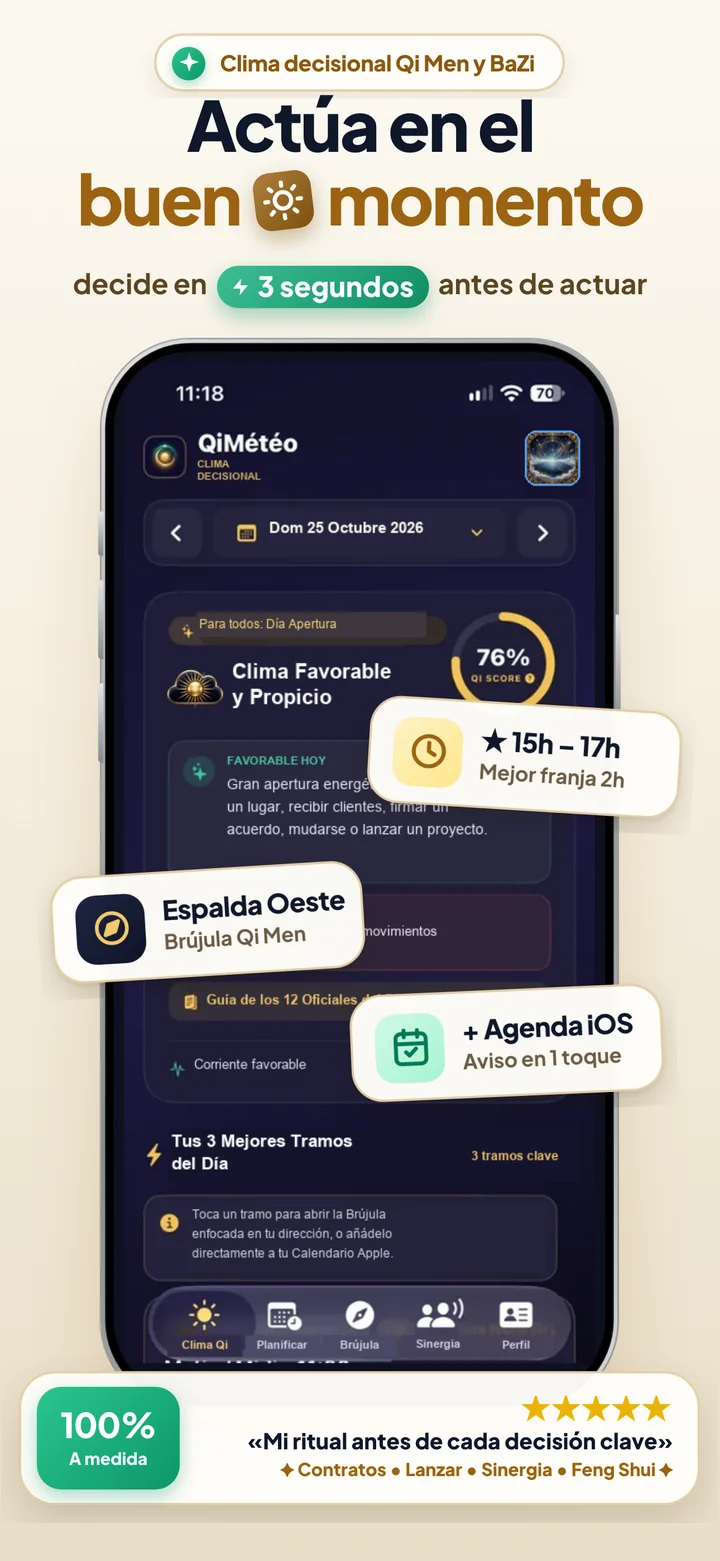 Clima decisional Qi Men y BaZi
Actúa en el
buen momento
decide en 3 segundos antes de actuar
11:18
70
QiMétéo
CLIMA
DECISIONAL
Dom 25 Octubre 2026
Para todos: Día Apertura
76%
QI SCORE ?
Clima Favorable
y Propicio
★ 15h – 17h
Mejor franja 2h
FAVORABLE HOY
Gran apertura energé
un lugar, recibir clientes, firmar un
acuerdo, mudarse o lanzar un proyecto.
Espalda Oeste
Brújula Qi Men
movimientos
Guía de los 12 Oficiales
+ Agenda iOS
Aviso en 1 toque
Corriente favorable
Tus 3 Mejores Tramos
del Día
3 tramos clave
Toca un tramo para abrir la Brújula
enfocada en tu dirección, o añádelo
directamente a tu Calendario Apple.
Clima Qi
Planificar
Brújula
Sinergia
Perfil
100%
A medida
★★★★★
«Mi ritual antes de cada decisión clave»
✦ Contratos • Lanzar • Sinergia • Feng Shui ✦